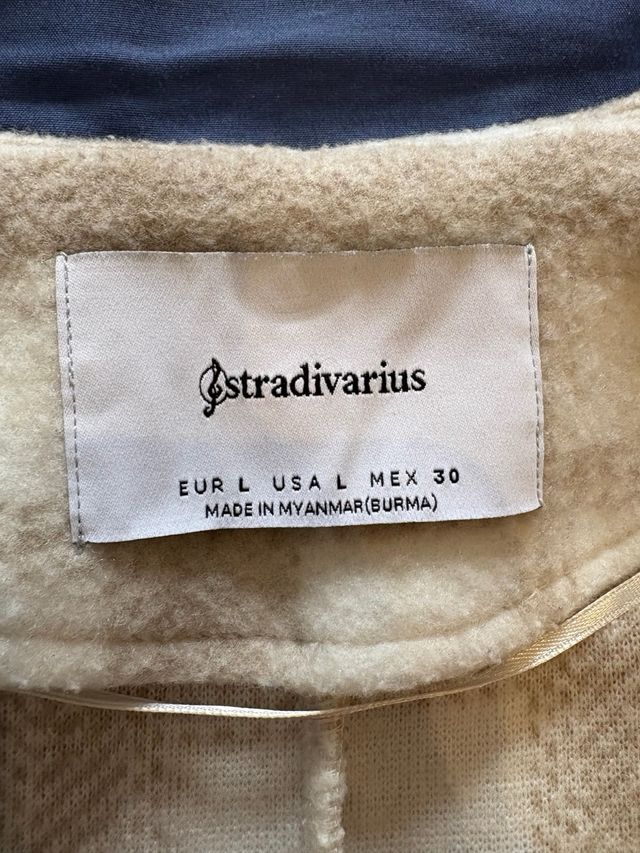 stradivarius
EUR L USA L MEX 30
MADE IN MYANMAR(BURMA)